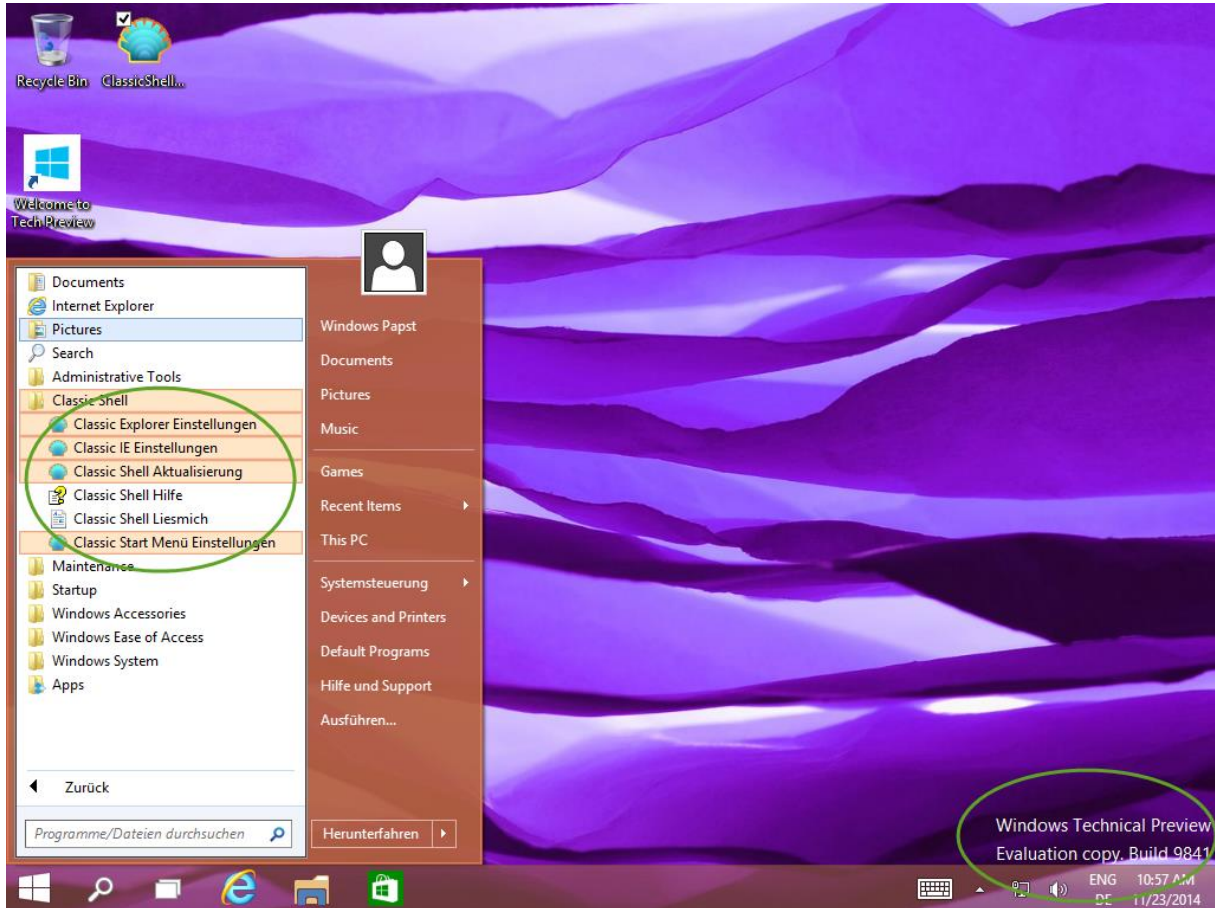 Recycle Bin
ClassicShell...
Welcome to
Tech Preview
Documents
Internet Explorer
Pictures
Search
Administrative Tools
Classic Shell
Classic Explorer Einstellungen
Classic IE Einstellungen
Classic Shell Aktualisierung
Classic Shell Hilfe
Classic Shell Liesmich
Classic Start Menü Einstellungen
Maintenance
Startup
Windows Accessories
Windows Ease of Access
Windows System
Apps
Zurück
Programme/Dateien durchsuchen
Windows Papst
Documents
Pictures
Music
Games
Recent Items
This PC
Systemsteuerung
Devices and Printers
Default Programs
Hilfe und Support
Ausführen...
Herunterfahren
Windows Technical Preview
Evaluation copy. Build 9841
ENG 10:57 AM
DE 11/23/2014